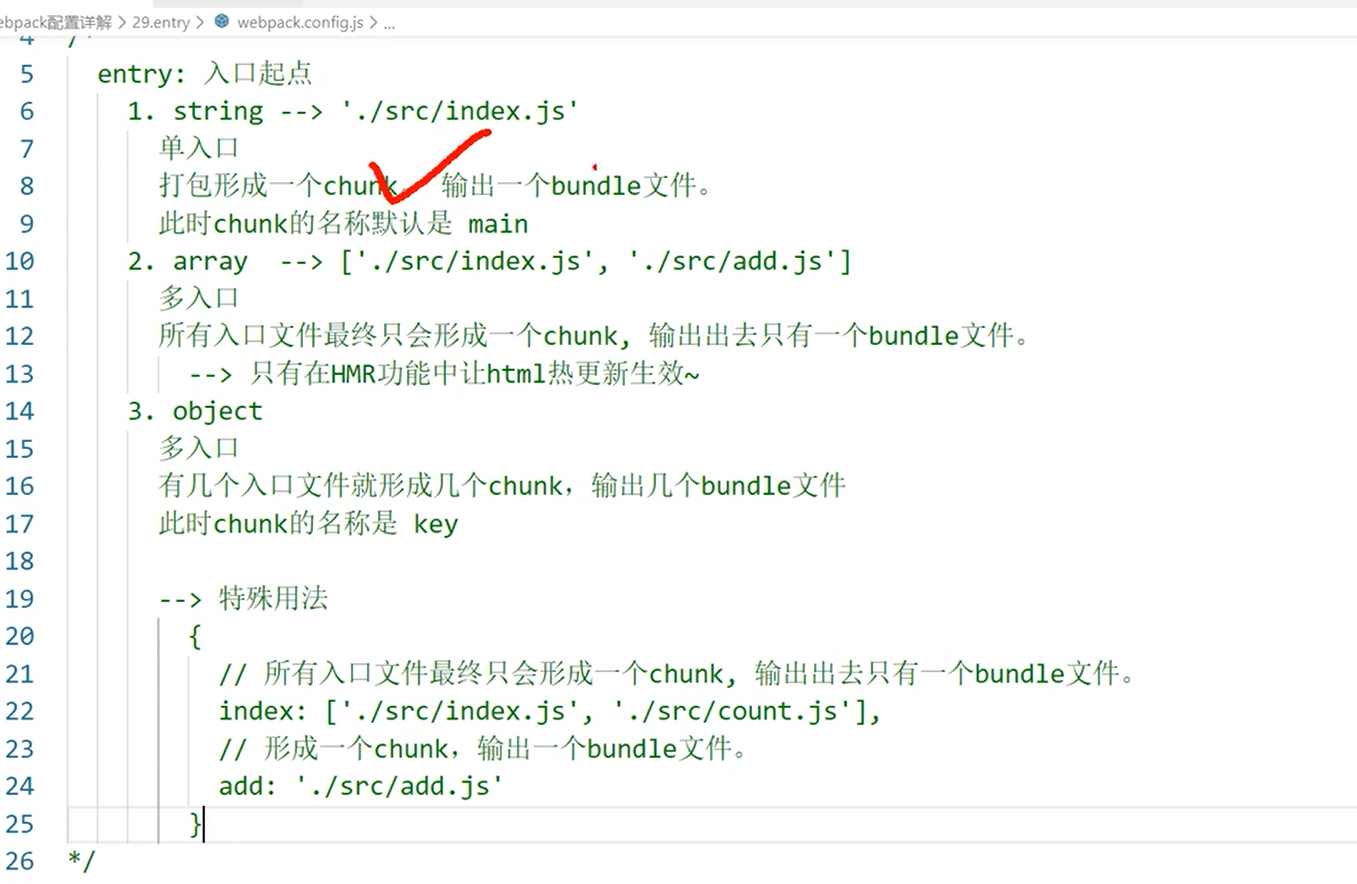 ebpack配置详解 > 29.entry > webpack.config.js > ...
4 /*
5 entry: 入口起点
6 1. string --> './src/index.js'
7 单入口
8 打包形成一个chunk。 输出一个bundle文件。
9 此时chunk的名称默认是 main
10 2. array --> ['./src/index.js', './src/add.js']
11 多入口
12 所有入口文件最终只会形成一个chunk, 输出出去只有一个bundle文件。
13 --> 只有在HMR功能中让html热更新生效~
14 3. object
15 多入口
16 有几个入口文件就形成几个chunk，输出几个bundle文件
17 此时chunk的名称是 key
18
19 --> 特殊用法
20 {
21 // 所有入口文件最终只会形成一个chunk, 输出出去只有一个bundle文件。
22 index: ['./src/index.js', './src/count.js'],
23 // 形成一个chunk，输出一个bundle文件。
24 add: './src/add.js'
25 }
26 */